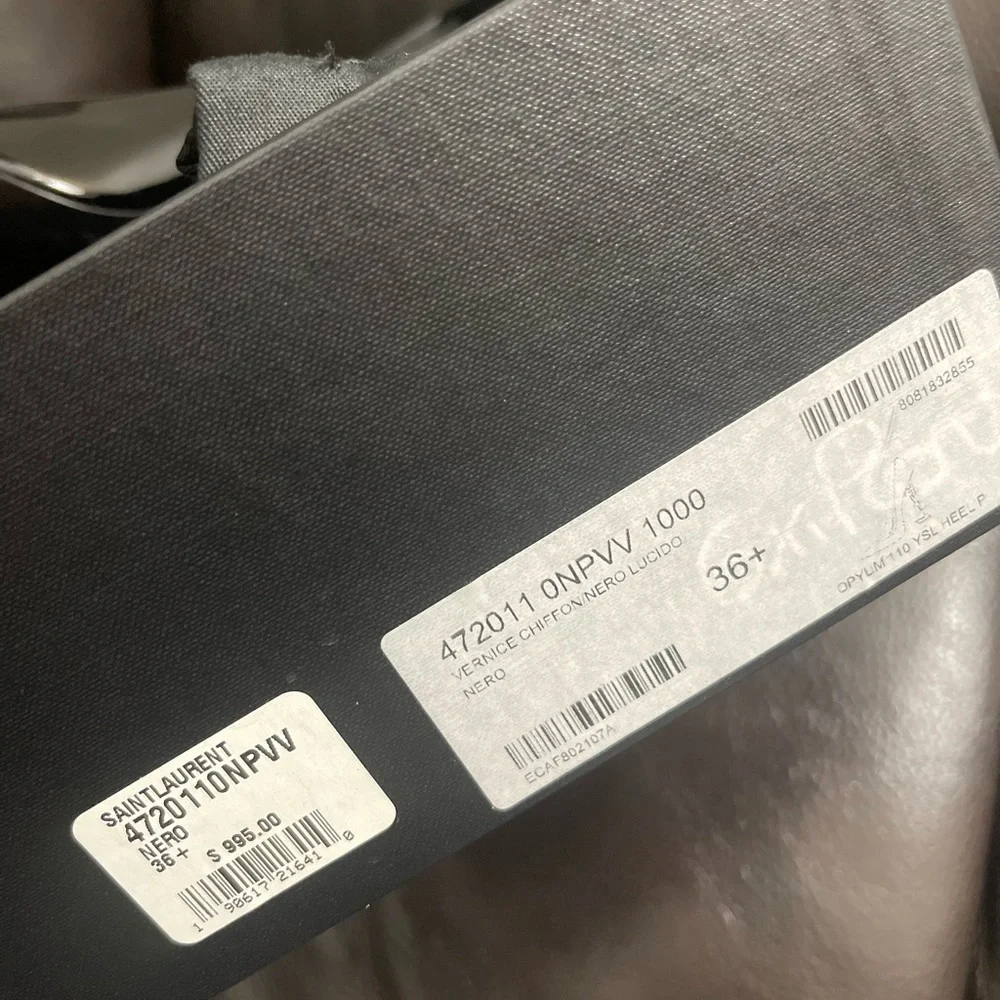 8081832855
472011 0NPVV 1000
VERNICE CHIFFON/NERO LUCIDO
NERO
36+
OPYUM 110 YSL HEEL P
ECAF802107A
SAINTLAURENT
4720110NPVV
NERO
36+ $ 995.00
1 90617 21641 0